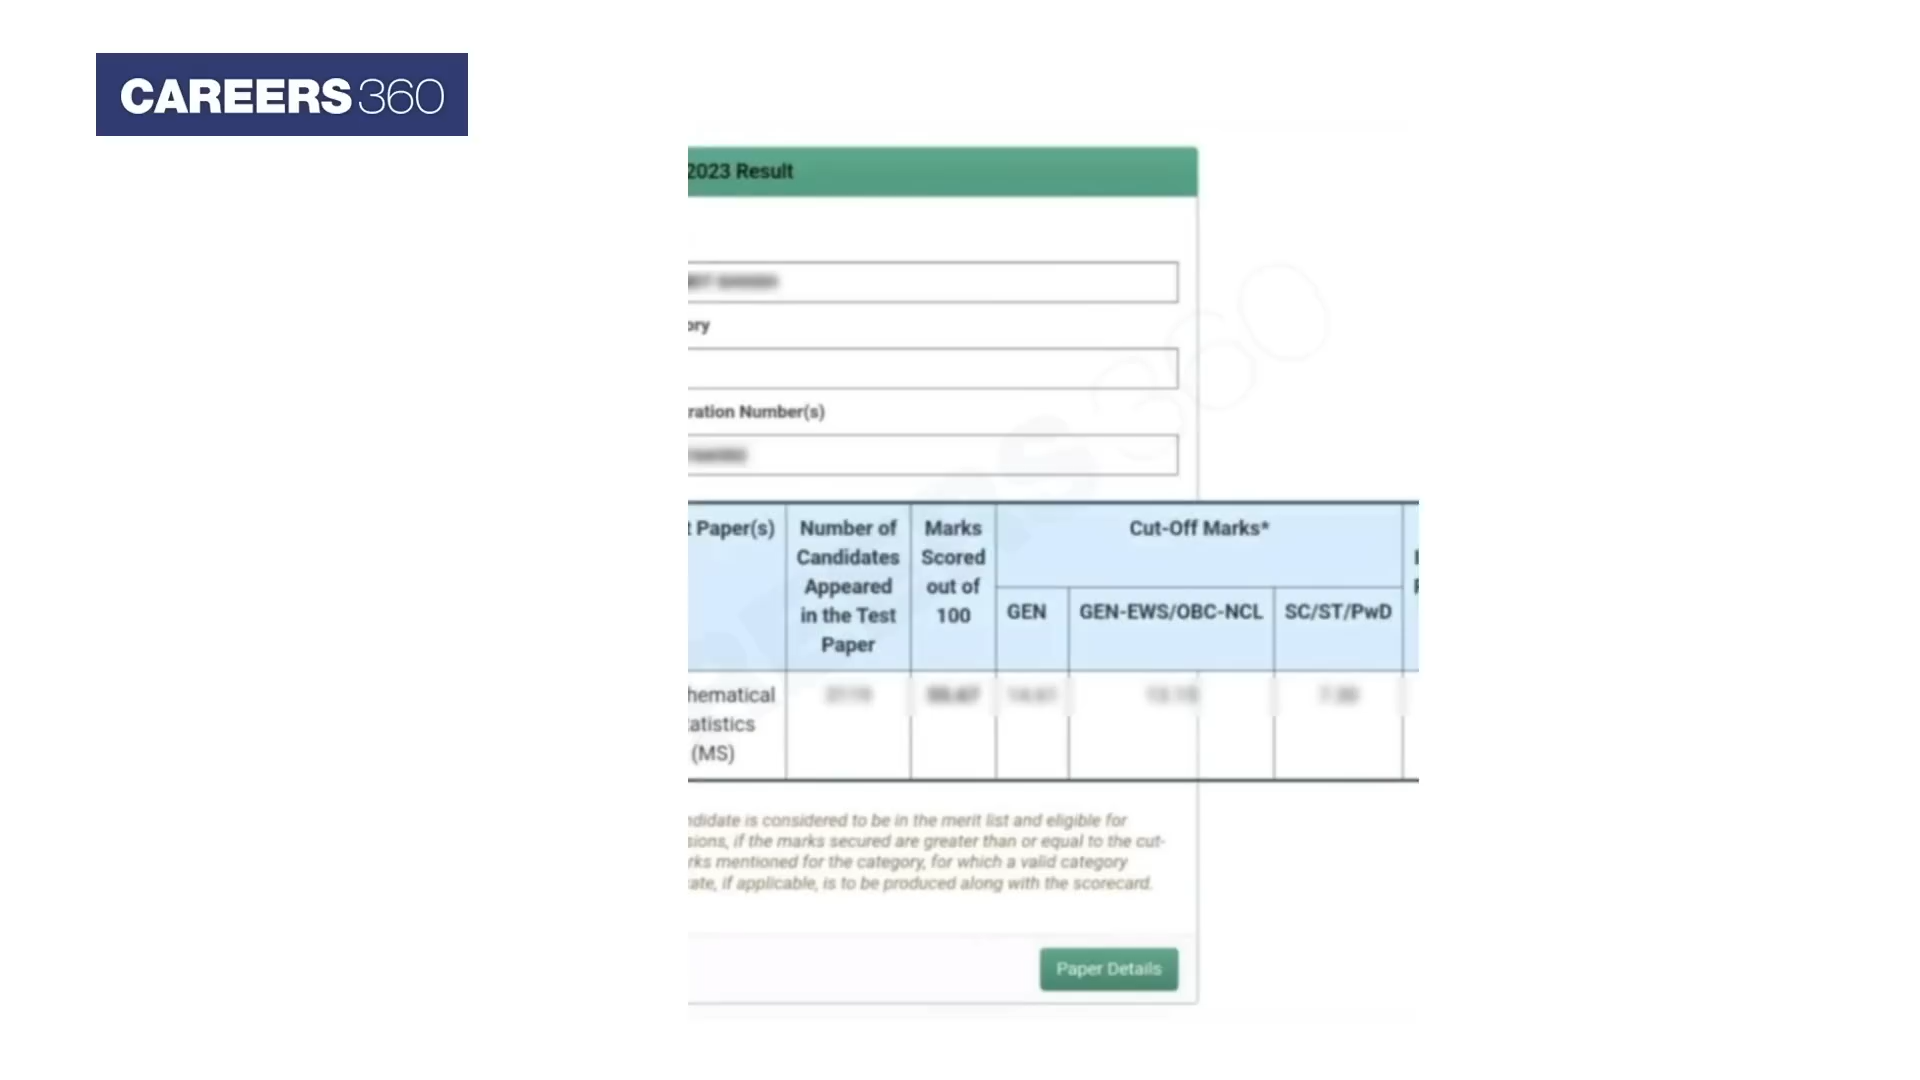 CAREERS360
2023 Result
ory
ration Number(s)
t Paper(s)
Number of
Candidates
Appeared
in the Test
Paper
Marks
Scored
out of
100
Cut-Off Marks*
GEN
GEN-EWS/OBC-NCL
SC/ST/PwD
hematical
atistics
(MS)
ndidate is considered to be in the merit list and eligible for
sions, if the marks secured are greater than or equal to the cut-
rks mentioned for the category, for which a valid category
ate, if applicable, is to be produced along with the scorecard.
Paper Details